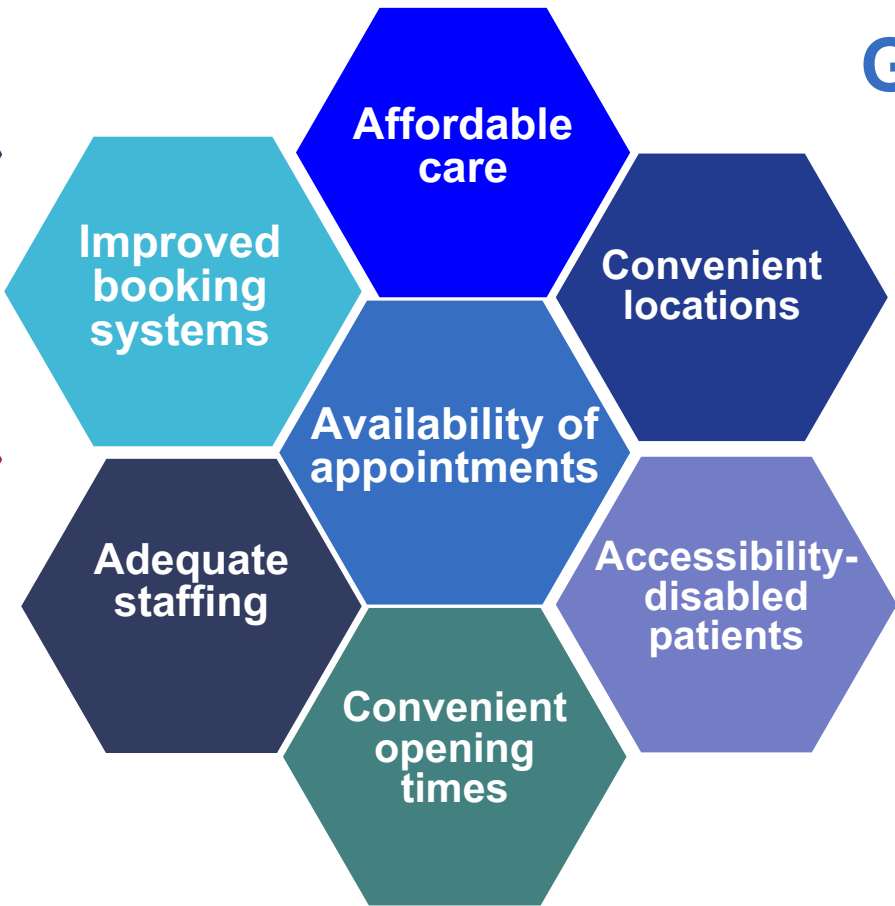 G
Affordable
care
Improved
booking
systems
Convenient
locations
Availability of
appointments
Adequate
staffing
Accessibility-
disabled
patients
Convenient
opening
times